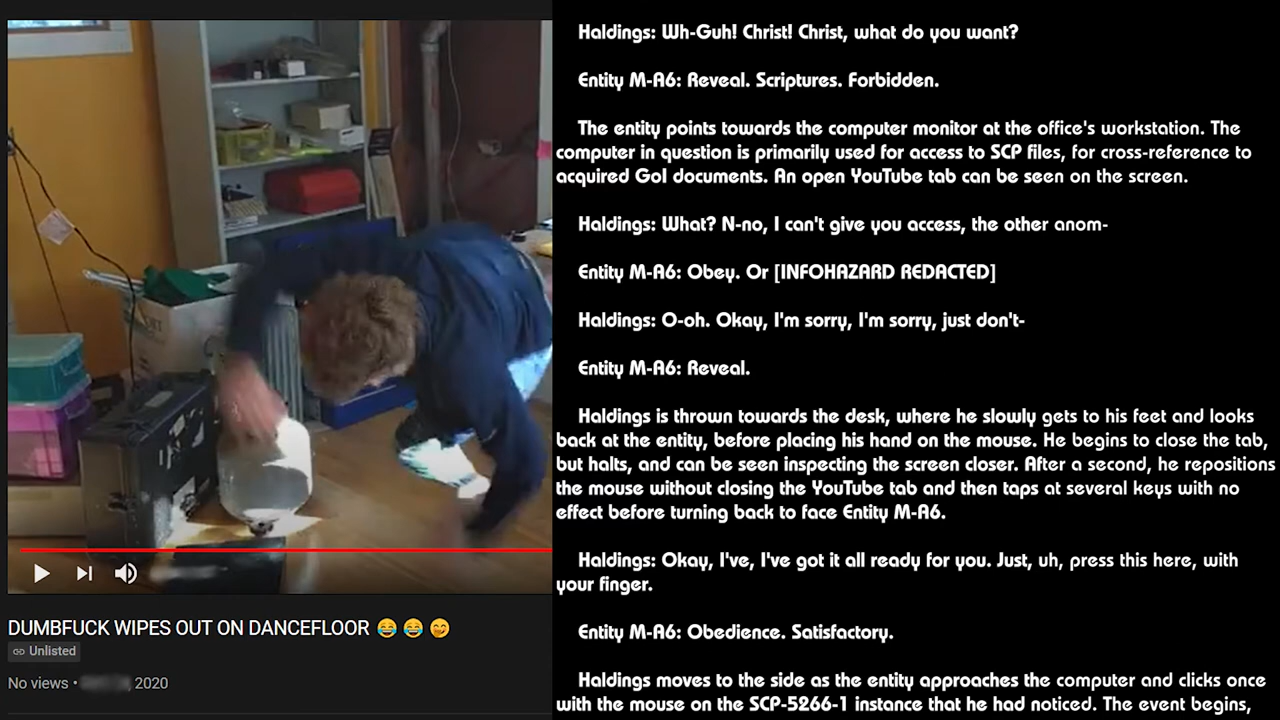 Haldings: Wh-Guh! Christ! Christ, what do you want?
Entity M-A6: Reveal. Scriptures. Forbidden.
The entity points towards the computer monitor at the office's workstation. The
computer in question is primarily used for access to SCP files, for cross-reference to
acquired GoI documents. An open YouTube tab can be seen on the screen.
Haldings: What? N-no, I can't give you access, the other anom-
Entity M-A6: Obey. Or [INFOHAZARD REDACTED]
Haldings: O-oh. Okay, I'm sorry, I'm sorry, just don't-
Entity M-A6: Reveal.
Haldings is thrown towards the desk, where he slowly gets to his feet and looks
back at the entity, before placing his hand on the mouse. He begins to close the tab,
but halts, and can be seen inspecting the screen closer. After a second, he repositions
the mouse without closing the YouTube tab and then taps at several keys with no
effect before turning back to face Entity M-A6.
Haldings: Okay, I've, I've got it all ready for you. Just, uh, press this here, with
your finger.
Entity M-A6: Obedience. Satisfactory.
Haldings moves to the side as the entity approaches the computer and clicks once
with the mouse on the SCP-5266-1 instance that he had noticed. The event begins,
DUMBFUCK WIPES OUT ON DANCEFLOOR 😂 😂 🤭
Unlisted
No views • 2020